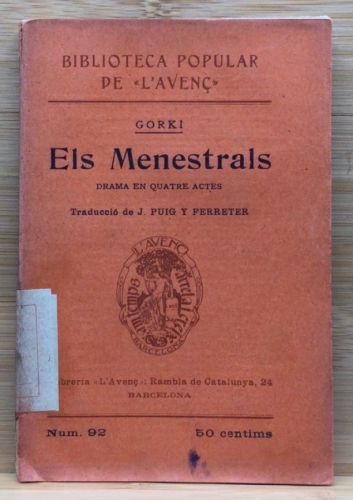 BIBLIOTECA POPULAR
DE «L'AVENÇ»
GORKI
Els Menestrals
DRAMA EN QUATRE ACTES
Traducció de J. PUIG Y FERRETER
L'AVENÇ
BARCELONA
Rambla de Catalunya, 24
«L'Avenç»:
BARCELONA
Num. 92
50 centims